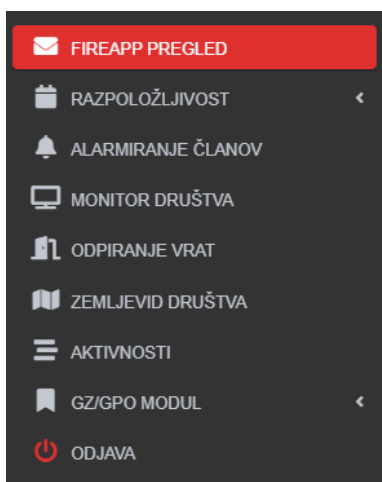 FIREAPP PREGLED
RAZPOLOŽLJIVOST
ALARMIRANJE ČLANOV
MONITOR DRUŠTVA
ODPIRANJE VRAT
ZEMLJEVID DRUŠTVA
AKTIVNOSTI
GZ/GPO MODUL
ODJAVA